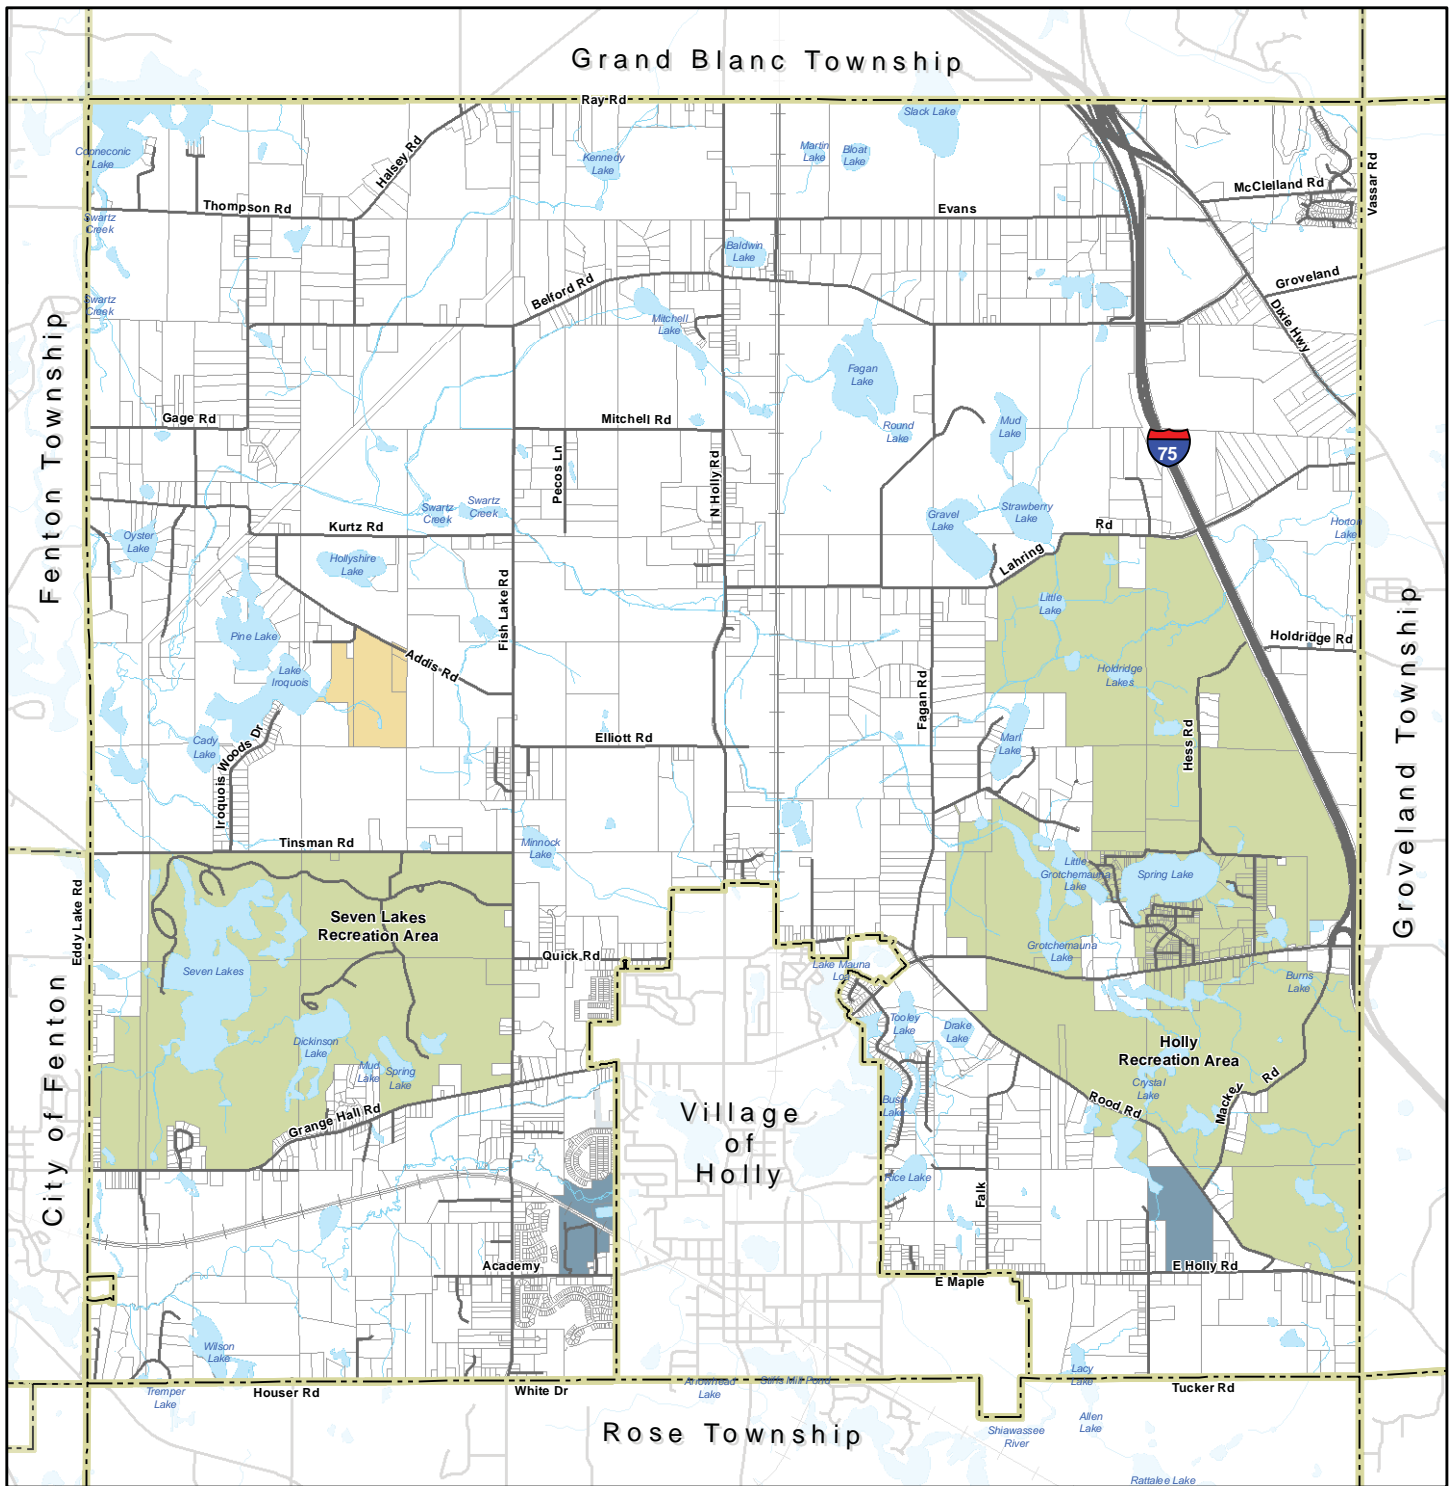 Grand Blanc Township
Ray Rd
Slack Lake
Copneconic
Lake
Halsey Rd
Kennedy
Lake
Martin
Lake
Bloat
Lake
Vassar Rd
McClelland Rd
Thompson Rd
Evans
Swartz
Creek
Baldwin
Lake
Groveland
Belford Rd
Swartz
Creek
Mitchell
Lake
Dixie Hwy
Fenton Township
Fagan
Lake
Gage Rd
Mitchell Rd
Round
Lake
Mud
Lake
75
Pecos Ln
N Holly Rd
Swartz
Creek
Swartz
Creek
Gravel
Lake
Strawberry
Lake
Rd
Horton
Lake
Kurtz Rd
Oyster
Lake
Hollyshire
Lake
Lahring
Fish Lake Rd
Little
Lake
Pine Lake
Holdridge Rd
Addis Rd
Lake
Iroquois
Holdridge
Lakes
Fagan Rd
Groveland Township
Cady
Lake
Iroquois Woods Dr
Elliott Rd
Marl
Lake
Hess Rd
Tinsman Rd
Minnock
Lake
Little
Grotchemauna
Lake
Spring Lake
Eddy Lake Rd
Seven Lakes
Recreation Area
Quick Rd
Grotchemauna
Lake
Seven Lakes
Lake Mauna
Loa
Burns
Lake
City of Fenton
Tooley
Lake
Drake
Lake
Dickinson
Lake
Holly
Recreation Area
Mud
Lake
Spring
Lake
Crystal
Lake
Mackey Rd
Rood Rd
Bush
Lake
Grange Hall Rd
Village
of
Holly
Rice Lake
Falk
Academy
E Holly Rd
E Maple
Wilson
Lake
Lacy
Lake
Tremper
Lake
Houser Rd
White Dr
Arrowhead
Lake
Stiffs Mill Pond
Tucker Rd
Rose Township
Shiawassee
River
Allen
Lake
Rattalee Lake